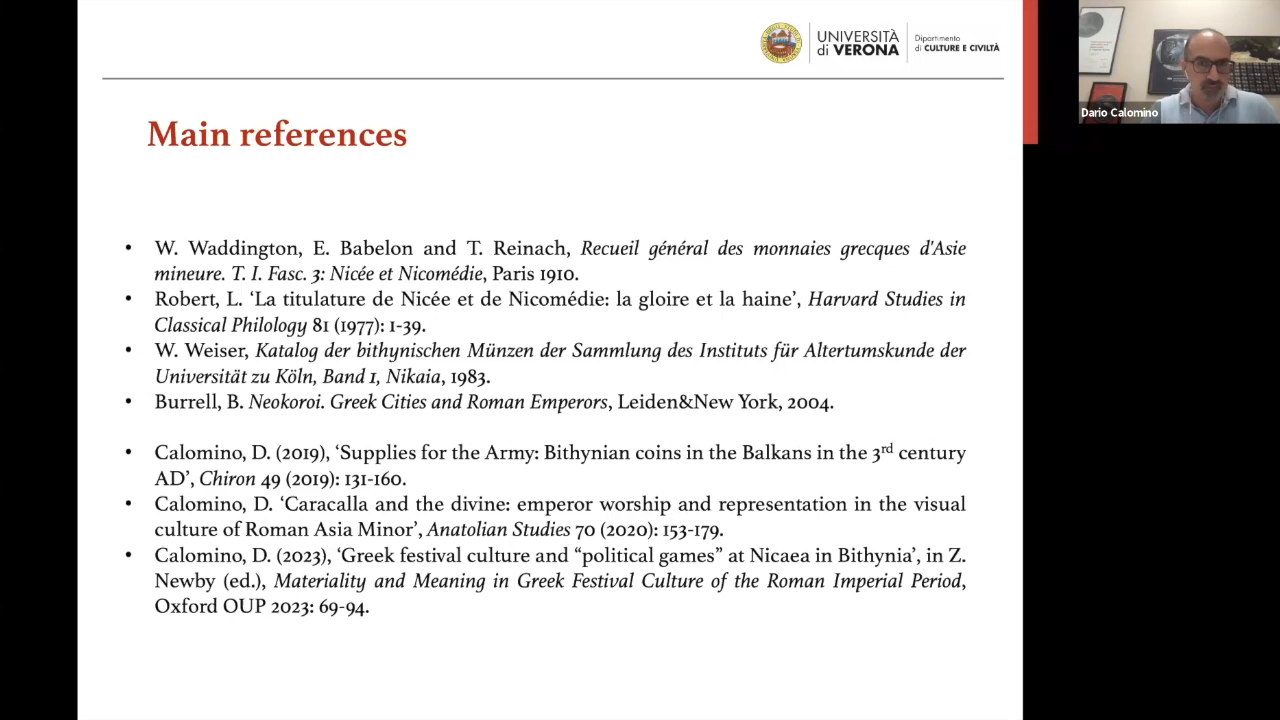 UNIVERSITÀ
di VERONA
Dipartimento
di CULTURE E CIVILTÀ
Dario Calomino
Main references
• W. Waddington, E. Babelon and T. Reinach, Recueil général des monnaies grecques d'Asie
mineure. T. I. Fasc. 3: Nicée et Nicomédie, Paris 1910.
• Robert, L. ‘La titulature de Nicée et de Nicomédie: la gloire et la haine’, Harvard Studies in
Classical Philology 81 (1977): 1-39.
• W. Weiser, Katalog der bithynischen Münzen der Sammlung des Instituts für Altertumskunde der
Universität zu Köln, Band 1, Nikaia, 1983.
• Burrell, B. Neokoroi. Greek Cities and Roman Emperors, Leiden&New York, 2004.
• Calomino, D. (2019), ‘Supplies for the Army: Bithynian coins in the Balkans in the 3rd century
AD’, Chiron 49 (2019): 131-160.
• Calomino, D. ‘Caracalla and the divine: emperor worship and representation in the visual
culture of Roman Asia Minor’, Anatolian Studies 70 (2020): 153-179.
• Calomino, D. (2023), ‘Greek festival culture and “political games” at Nicaea in Bithynia’, in Z.
Newby (ed.), Materiality and Meaning in Greek Festival Culture of the Roman Imperial Period,
Oxford OUP 2023: 69-94.